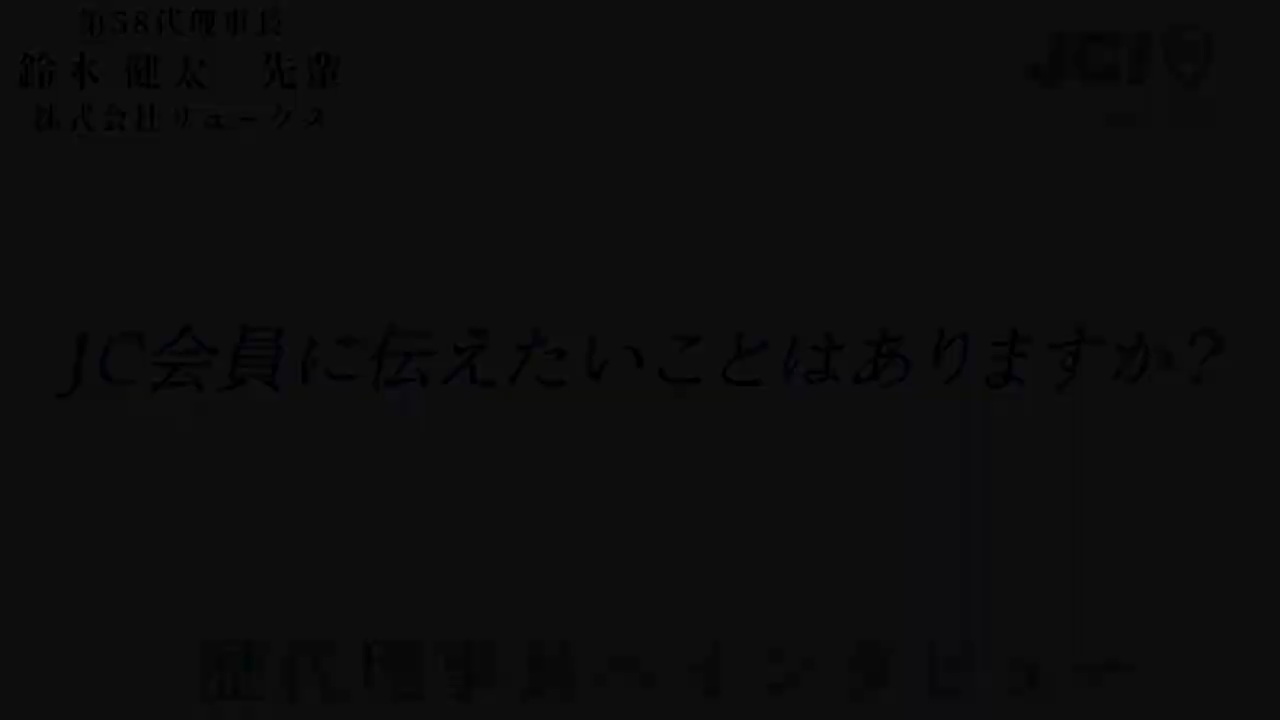 第58代理事長
鈴木 健太 先輩
株式会社リュークス
JCI
JC会員に伝えたいことはありますか?
歴代理事長へインタビュー